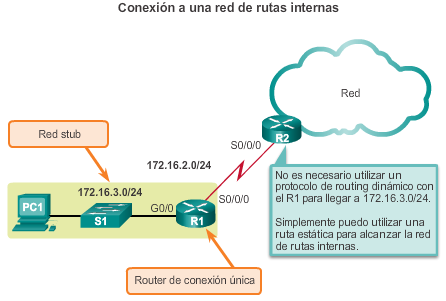 Conexión a una red de rutas internas
Red
Red stub
R2
S0/0/0
172.16.2.0/24
No es necesario utilizar un
protocolo de routing dinámico con
el R1 para llegar a 172.16.3.0/24.
Simplemente puedo utilizar una
ruta estática para alcanzar la red
de rutas internas.
172.16.3.0/24
S0/0/0
PC1
S1
G0/0
R1
Router de conexión única